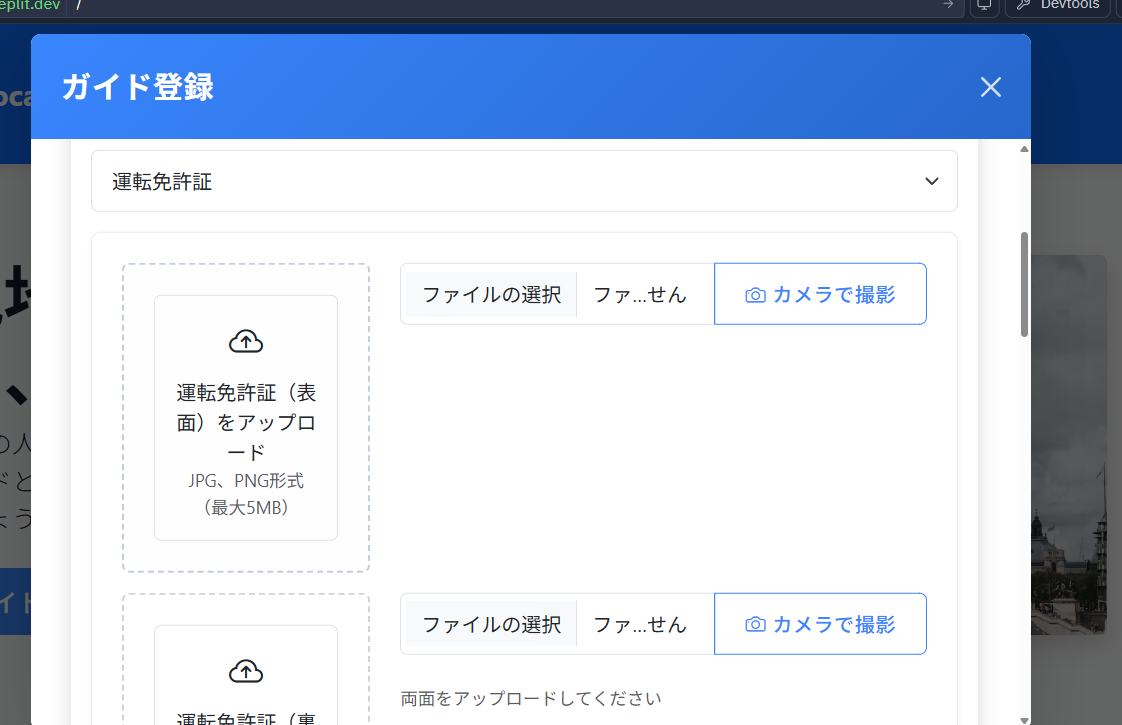 eplit.dev /
Devtools
ガイド登録
運転免許証
ファイルの選択 ファ...せん カメラで撮影
運転免許証（表
面）をアップロ
ード
JPG、PNG形式
（最大5MB）
ファイルの選択 ファ...せん カメラで撮影
運転免許証（裏
両面をアップロードしてください